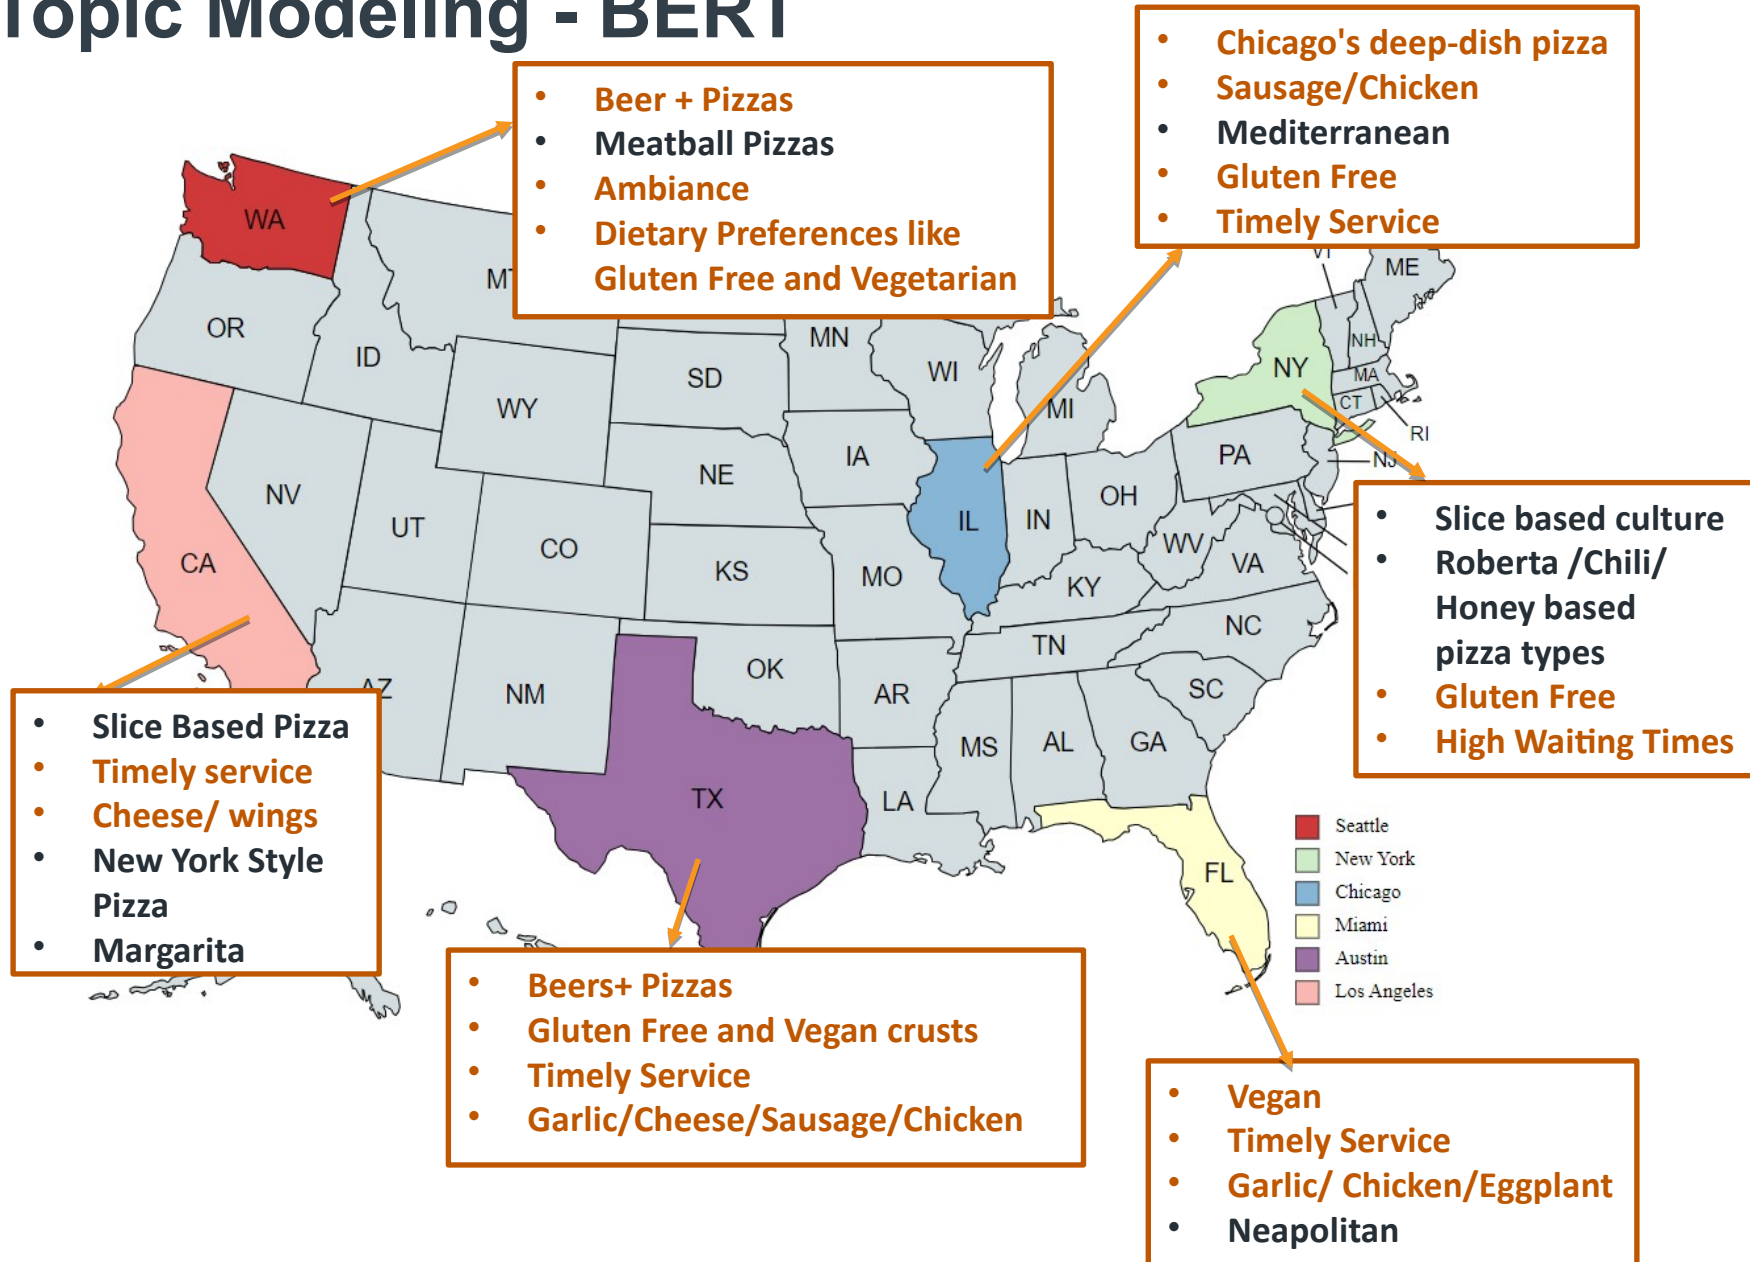 Topic Modeling - BERT
• Beer + Pizzas
• Meatball Pizzas
• Ambiance
• Dietary Preferences like
Gluten Free and Vegetarian
• Chicago's deep-dish pizza
• Sausage/Chicken
• Mediterranean
• Gluten Free
• Timely Service
WA
OR
ID
WY
SD
MN
WI
MI
VT
ME
NH
NY
MA
CT
RI
NJ
PA
CA
NV
UT
CO
NE
IA
KS
MO
IL
IN
OH
WV
VA
KY
NC
TN
SC
AZ
NM
OK
AR
TX
LA
MS
AL
GA
FL
• Slice based culture
• Roberta /Chili/
Honey based
pizza types
• Gluten Free
• High Waiting Times
• Slice Based Pizza
• Timely service
• Cheese/ wings
• New York Style
Pizza
• Margarita
Seattle
New York
Chicago
Miami
Austin
Los Angeles
• Beers+ Pizzas
• Gluten Free and Vegan crusts
• Timely Service
• Garlic/Cheese/Sausage/Chicken
• Vegan
• Timely Service
• Garlic/ Chicken/Eggplant
• Neapolitan